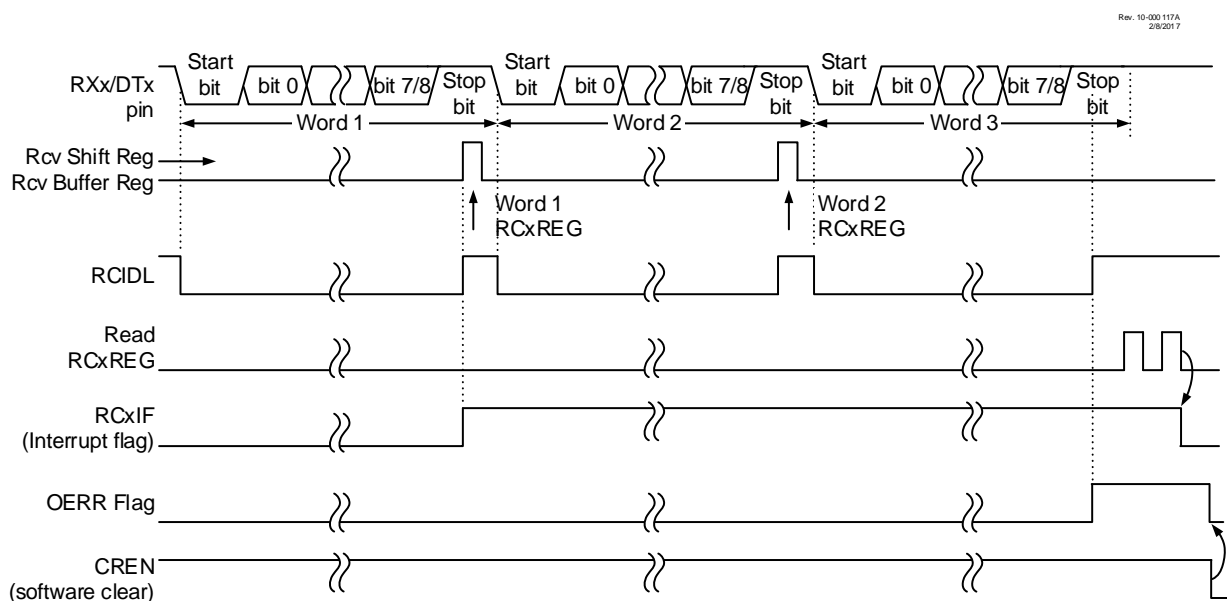 Rev. 10-000 117A
2/8/2017
RXx/DTx
pin
Start
bit
bit 0
bit 7/8
Stop
bit
Start
bit
bit 0
bit 7/8
Stop
bit
Start
bit
bit 0
bit 7/8
Stop
bit
Word 1
Word 2
Word 3
Rcv Shift Reg
Rcv Buffer Reg
Word 1
RCxREG
Word 2
RCxREG
RCIDL
Read
RCxREG
RCxIF
(Interrupt flag)
OERR Flag
CREN
(software clear)